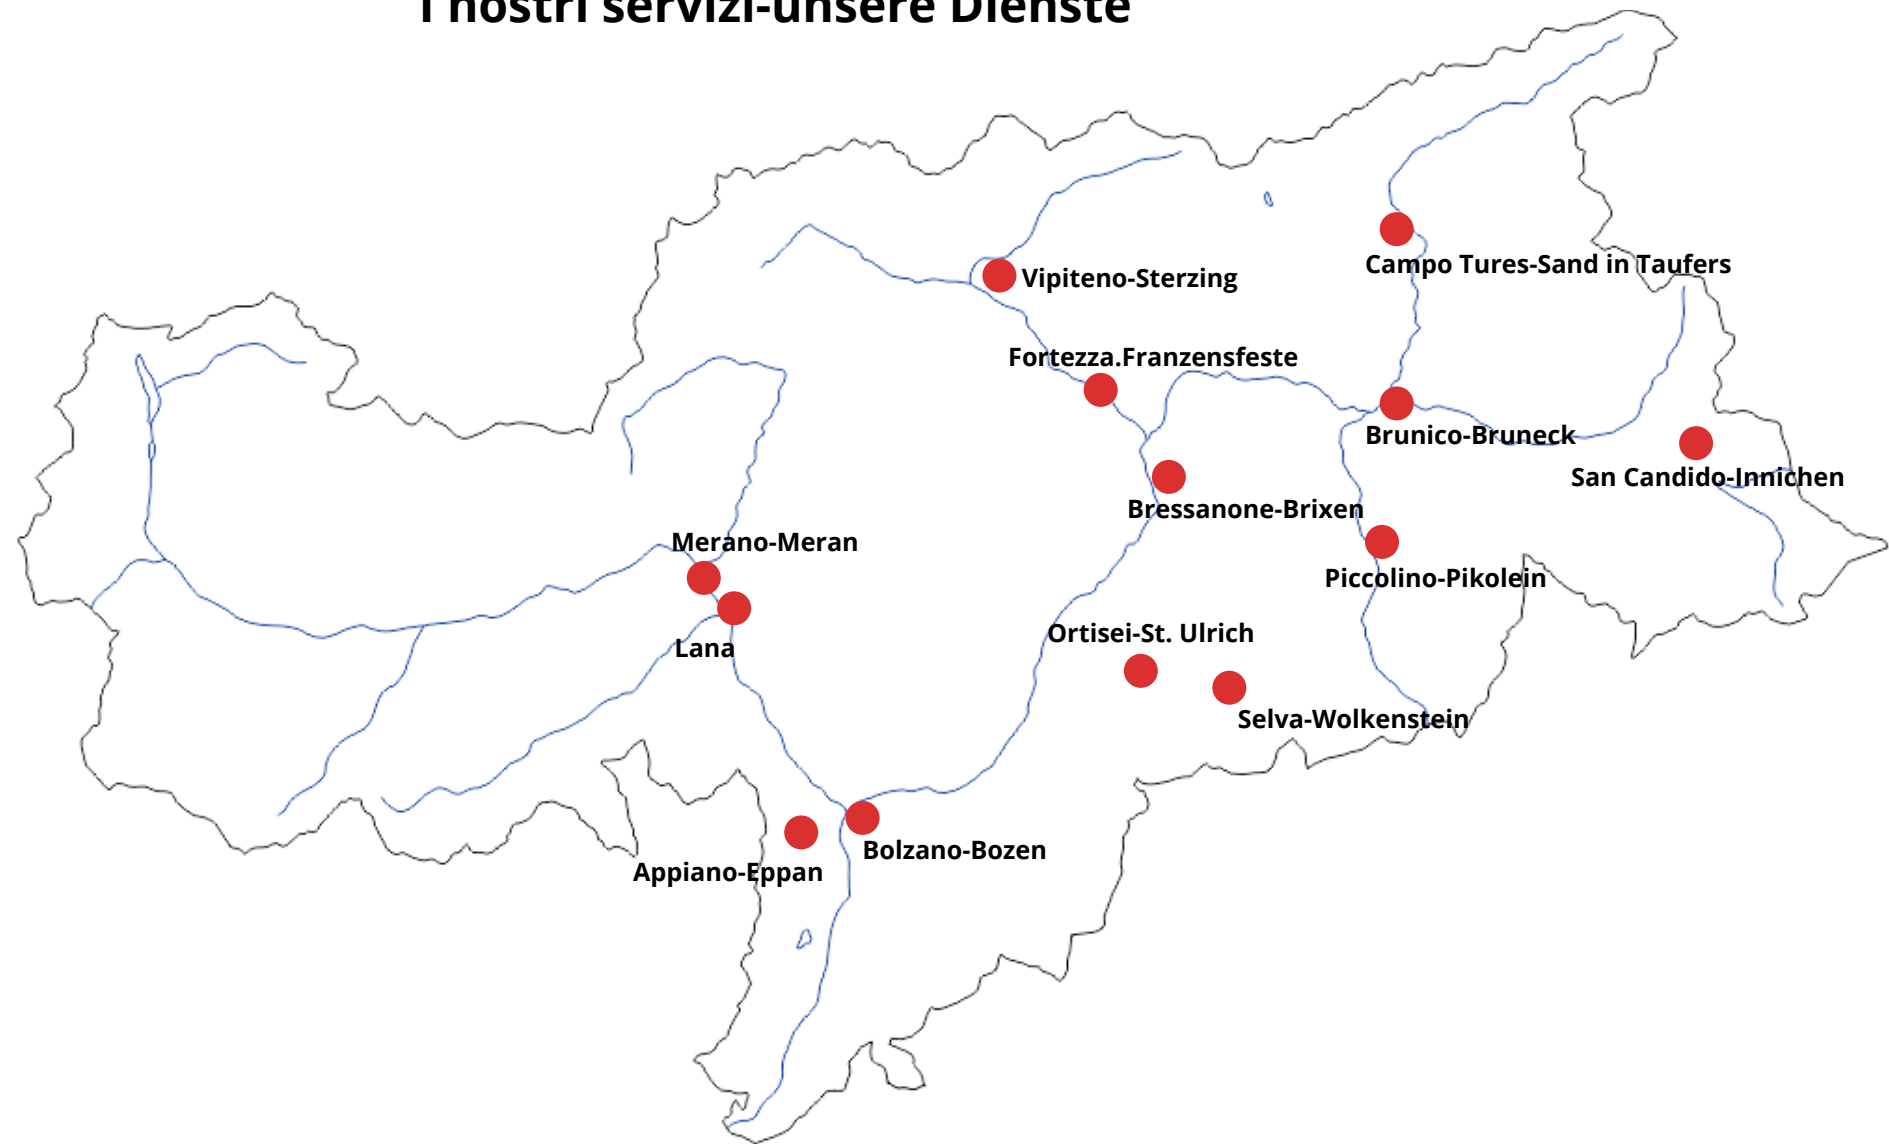 I nostri servizi-unsere Dienste
Campo Tures-Sand in Taufers
Vipiteno-Sterzing
Fortezza.Franzensfeste
Brunico-Bruneck
San Candido-Innichen
Bressanone-Brixen
Merano-Meran
Piccolino-Pikolein
Ortisei-St. Ulrich
Lana
Selva-Wolkenstein
Bolzano-Bozen
Appiano-Eppan